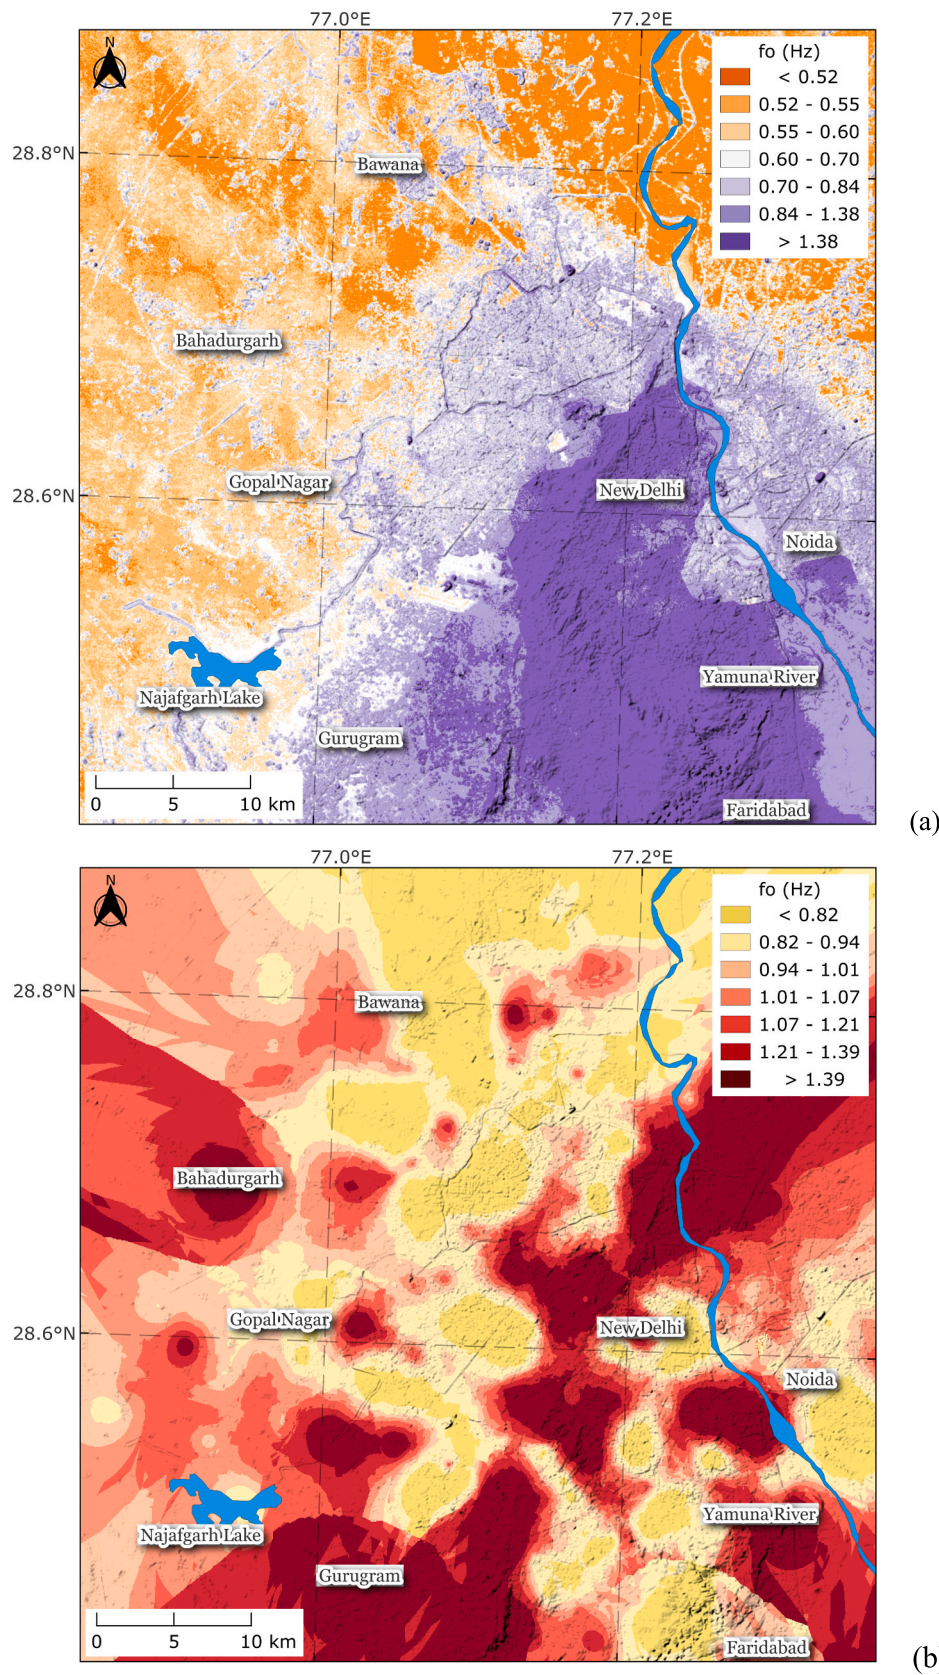 77.0°E 77.2°E
N
fo (Hz)
< 0.52
0.52 - 0.55
0.55 - 0.60
0.60 - 0.70
0.70 - 0.84
0.84 - 1.38
> 1.38
28.8°N
Bawana
Bahadurgarh
Gopal Nagar
28.6°N
New Delhi
Noida
Yamuna River
Najafgarh Lake
Gurugram
0 5 10 km
Faridabad
(a)
77.0°E 77.2°E
N
fo (Hz)
< 0.82
0.82 - 0.94
0.94 - 1.01
1.01 - 1.07
1.07 - 1.21
1.21 - 1.39
> 1.39
28.8°N
Bawana
Bahadurgarh
Gopal Nagar
28.6°N
New Delhi
Noida
Yamuna River
Najafgarh Lake
Gurugram
0 5 10 km
Faridabad
(b)